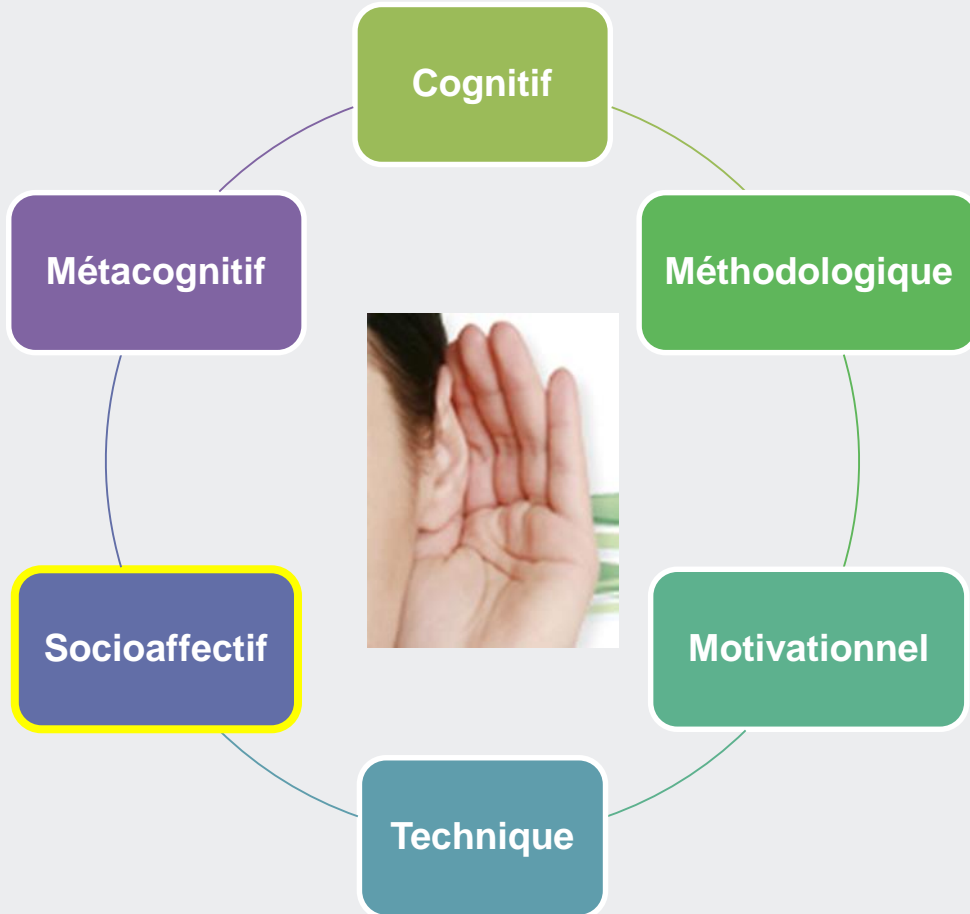 Cognitif
Méthodologique
Motivationnel
Technique
Socioaffectif
Métacognitif